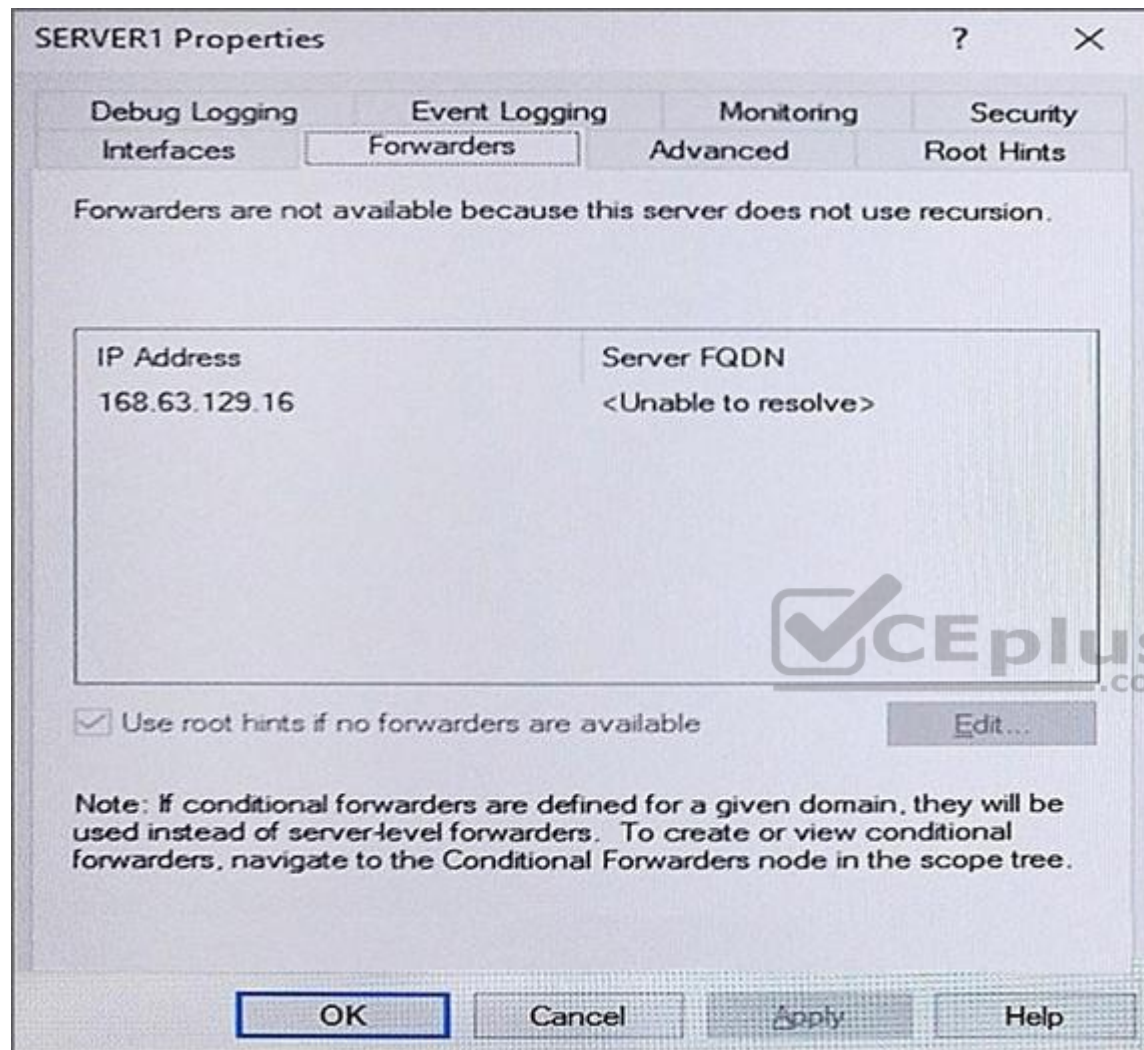 SERVER1 Properties ? ✕
Debug Logging Event Logging Monitoring Security
Interfaces Forwarders Advanced Root Hints
Forwarders are not available because this server does not use recursion.
IP Address Server FQDN
168.63.129.16 <Unable to resolve>
CEplus
.co
Use root hints if no forwarders are available Edit...
Note: If conditional forwarders are defined for a given domain, they will be
used instead of server-level forwarders. To create or view conditional
forwarders, navigate to the Conditional Forwarders node in the scope tree.
OK Cancel Apply Help